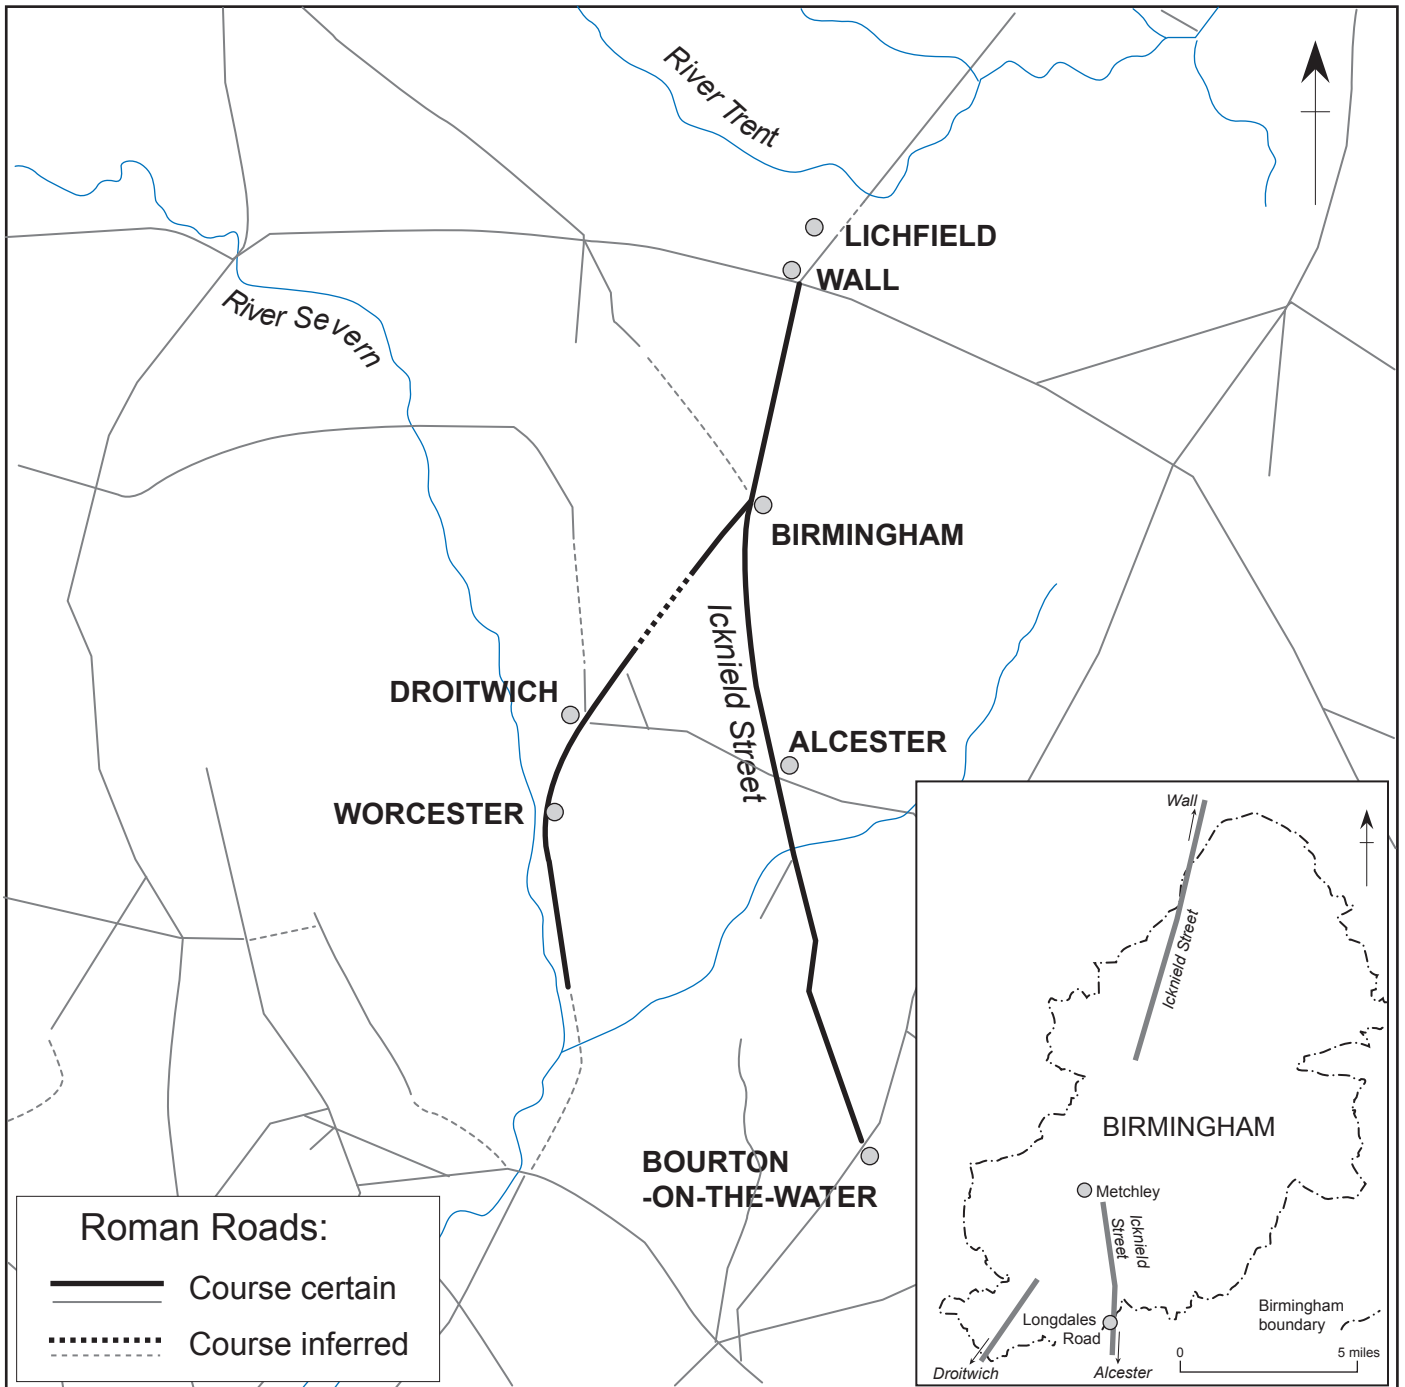 River Trent
LICHFIELD
WALL
River Severn
BIRMINGHAM
Icknield Street
DROITWICH
ALCESTER
WORCESTER
BOURTON
-ON-THE-WATER
Roman Roads:
Course certain
Course inferred
Wall
Icknield Street
BIRMINGHAM
Metchley
Icknield
Street
Longdales
Road
Birmingham
boundary
Droitwich
Alcester
0
5 miles